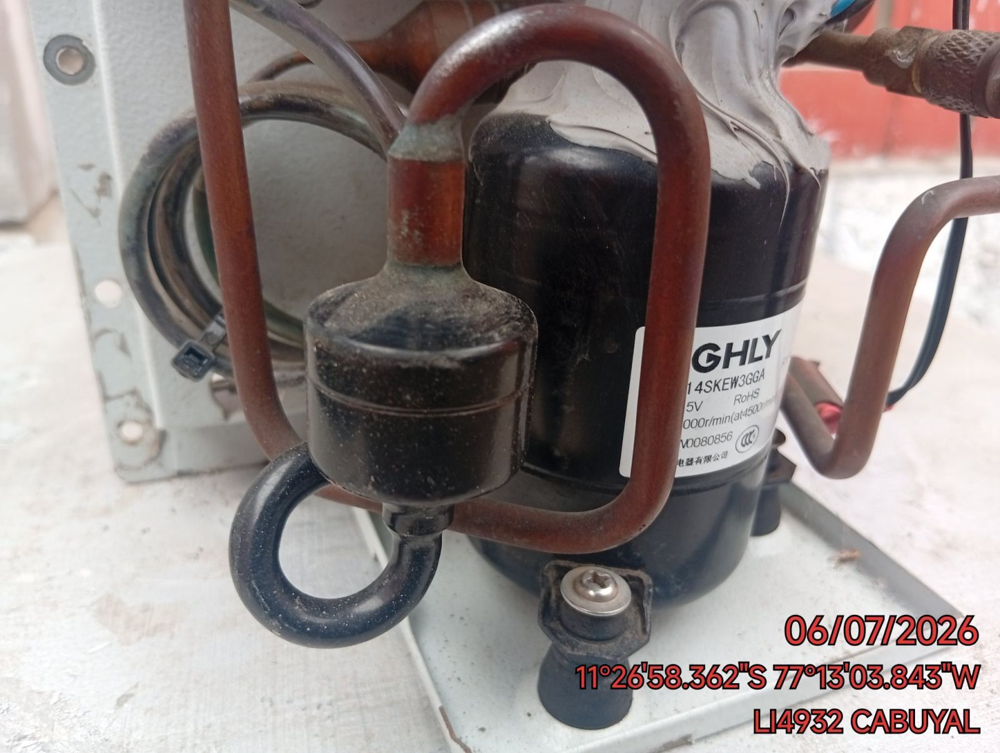 GHLY
14SKEW3GGA
5V RoHS
000r/min(at4500r/min
0080856
电器有限公司
06/07/2026
11°26'58.362"S 77°13'03.843"W
LI4932 CABUYAL